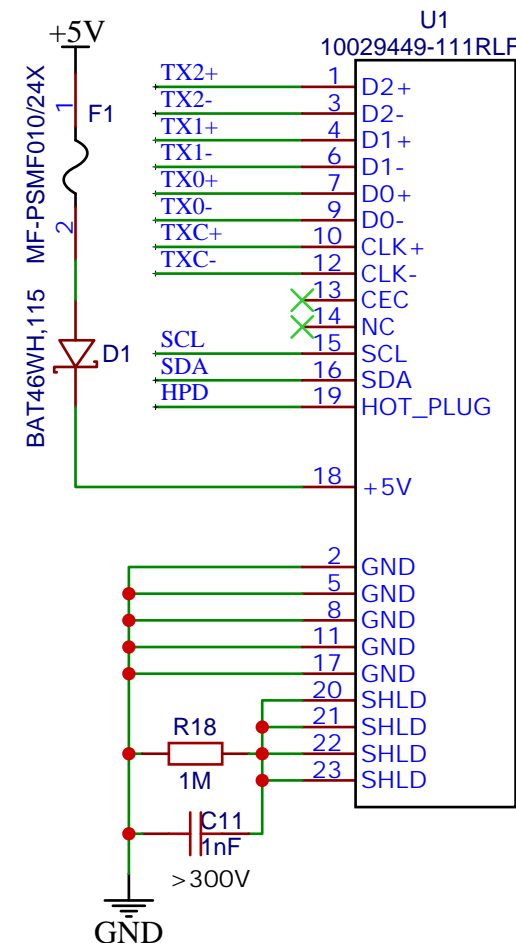 +5V
1
F1
MF-PSMF010/24X
2
D1
BAT46WH,115
U1
10029449-111RLF
TX2+ 1 D2+
TX2- 3 D2-
TX1+ 4 D1+
TX1- 6 D1-
TX0+ 7 D0+
TX0- 9 D0-
TXC+ 10 CLK+
TXC- 12 CLK-
13 CEC
14 NC
SCL 15 SCL
SDA 16 SDA
HPD 19 HOT_PLUG
18 +5V
2 GND
5 GND
8 GND
11 GND
17 GND
20 SHLD
21 SHLD
22 SHLD
23 SHLD
R18
1M
C11
1nF
>300V
GND